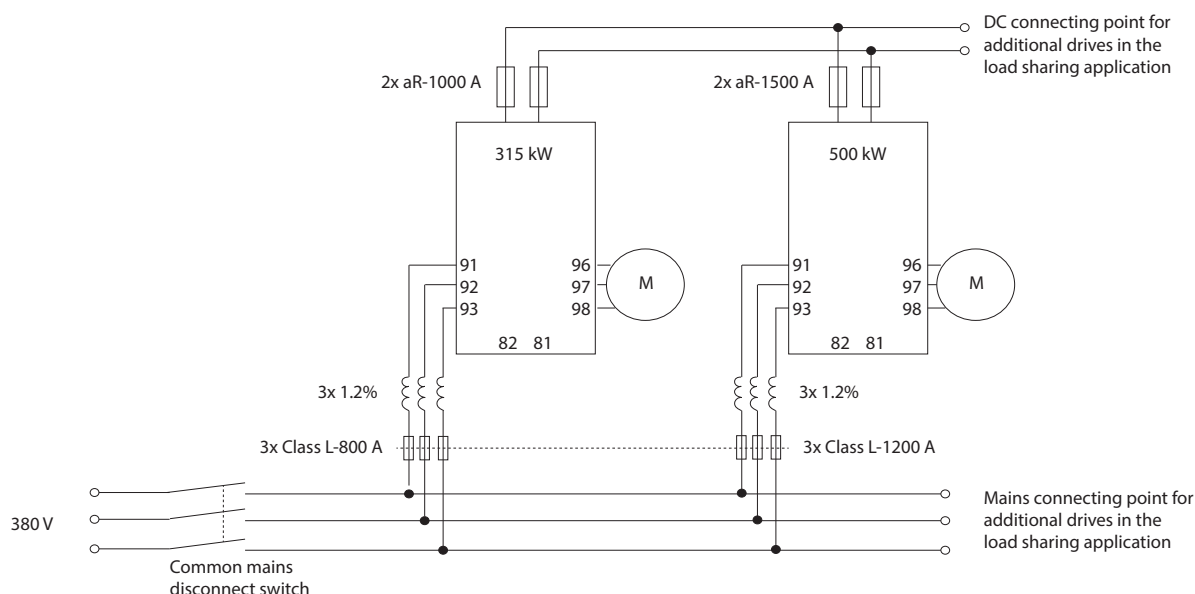 DC connecting point for
additional drives in the
load sharing application
2x aR-1000 A
2x aR-1500 A
315 kW
500 kW
91
92
93
96
97
98
M
91
92
93
96
97
98
M
82 81
82 81
3x 1.2%
3x 1.2%
3x Class L-800 A
3x Class L-1200 A
380 V
Mains connecting point for
additional drives in the
load sharing application
Common mains
disconnect switch